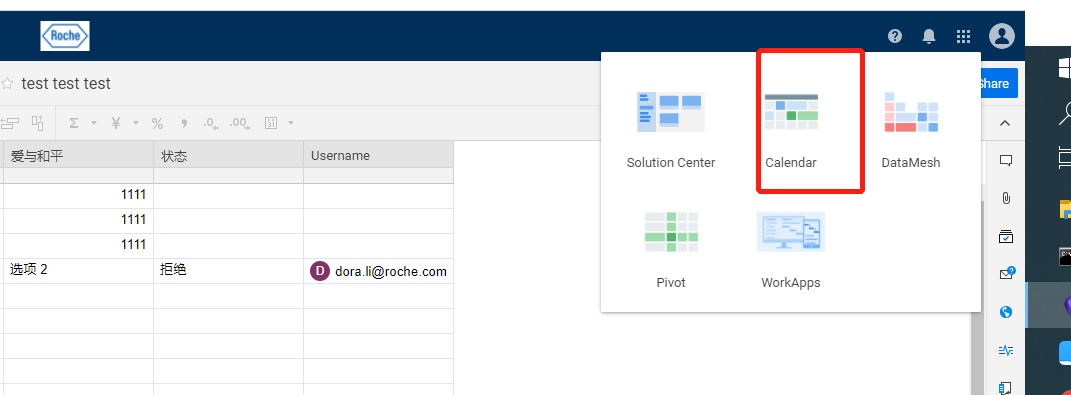 Roche
test test test
Share
Σ ¥ % , .0 .00 31
爱与和平 状态 Username
1111
1111
1111
选项 2 拒绝 D dora.li@roche.com
Solution Center Calendar DataMesh
Pivot WorkApps